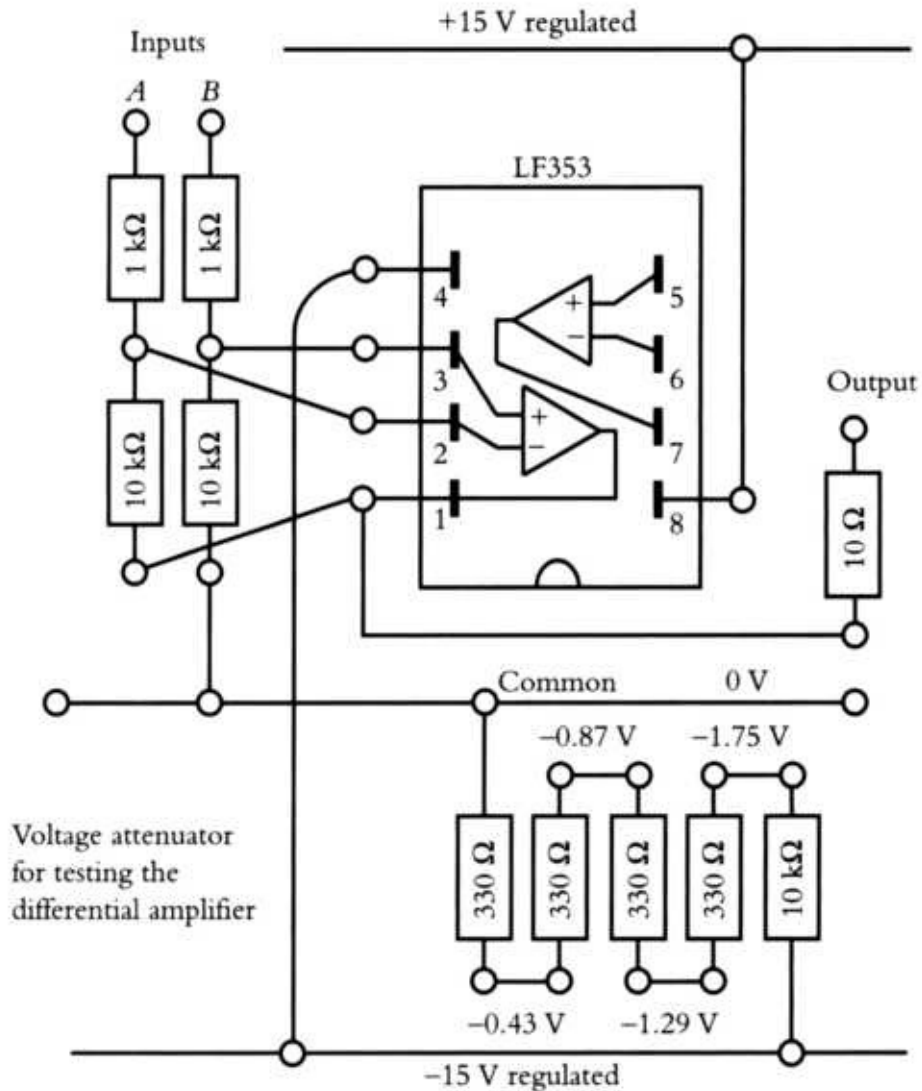 +15 V regulated
Inputs
A B
LF353
1 kΩ
1 kΩ
4
5
3
6
Output
10 kΩ
10 kΩ
2
7
1
8
10 Ω
+
−
+
−
Common 0 V
−0.87 V −1.75 V
Voltage attenuator
for testing the
differential amplifier
330 Ω
330 Ω
330 Ω
330 Ω
10 kΩ
−0.43 V −1.29 V
−15 V regulated